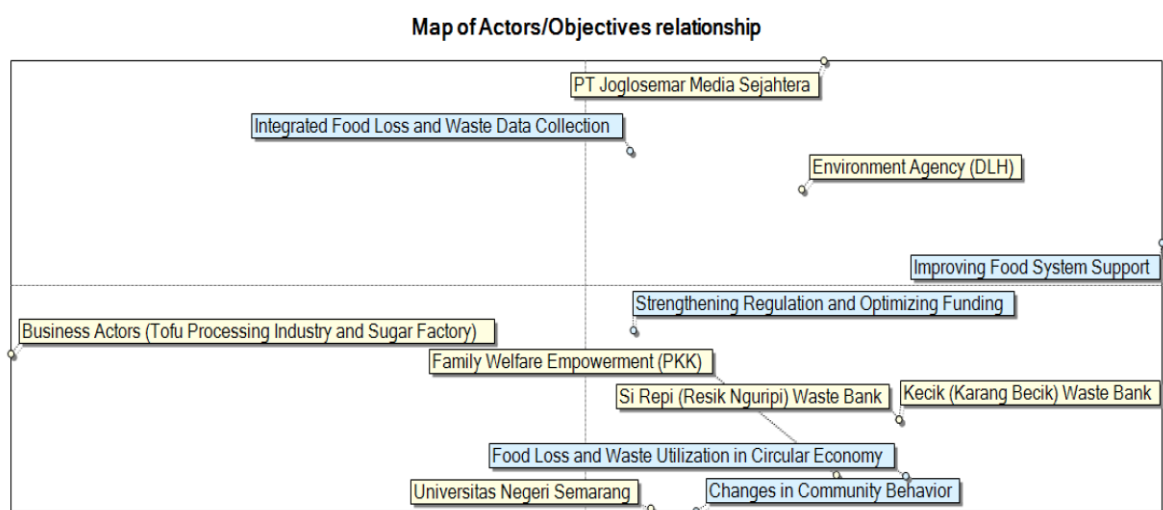 Map of Actors/Objectives relationship
PT Joglosemar Media Sejahtera
Integrated Food Loss and Waste Data Collection
Environment Agency (DLH)
Improving Food System Support
Strengthening Regulation and Optimizing Funding
Business Actors (Tofu Processing Industry and Sugar Factory)
Family Welfare Empowerment (PKK)
Si Repi (Resik Nguripi) Waste Bank
Kecik (Karang Becik) Waste Bank
Food Loss and Waste Utilization in Circular Economy
Universitas Negeri Semarang
Changes in Community Behavior